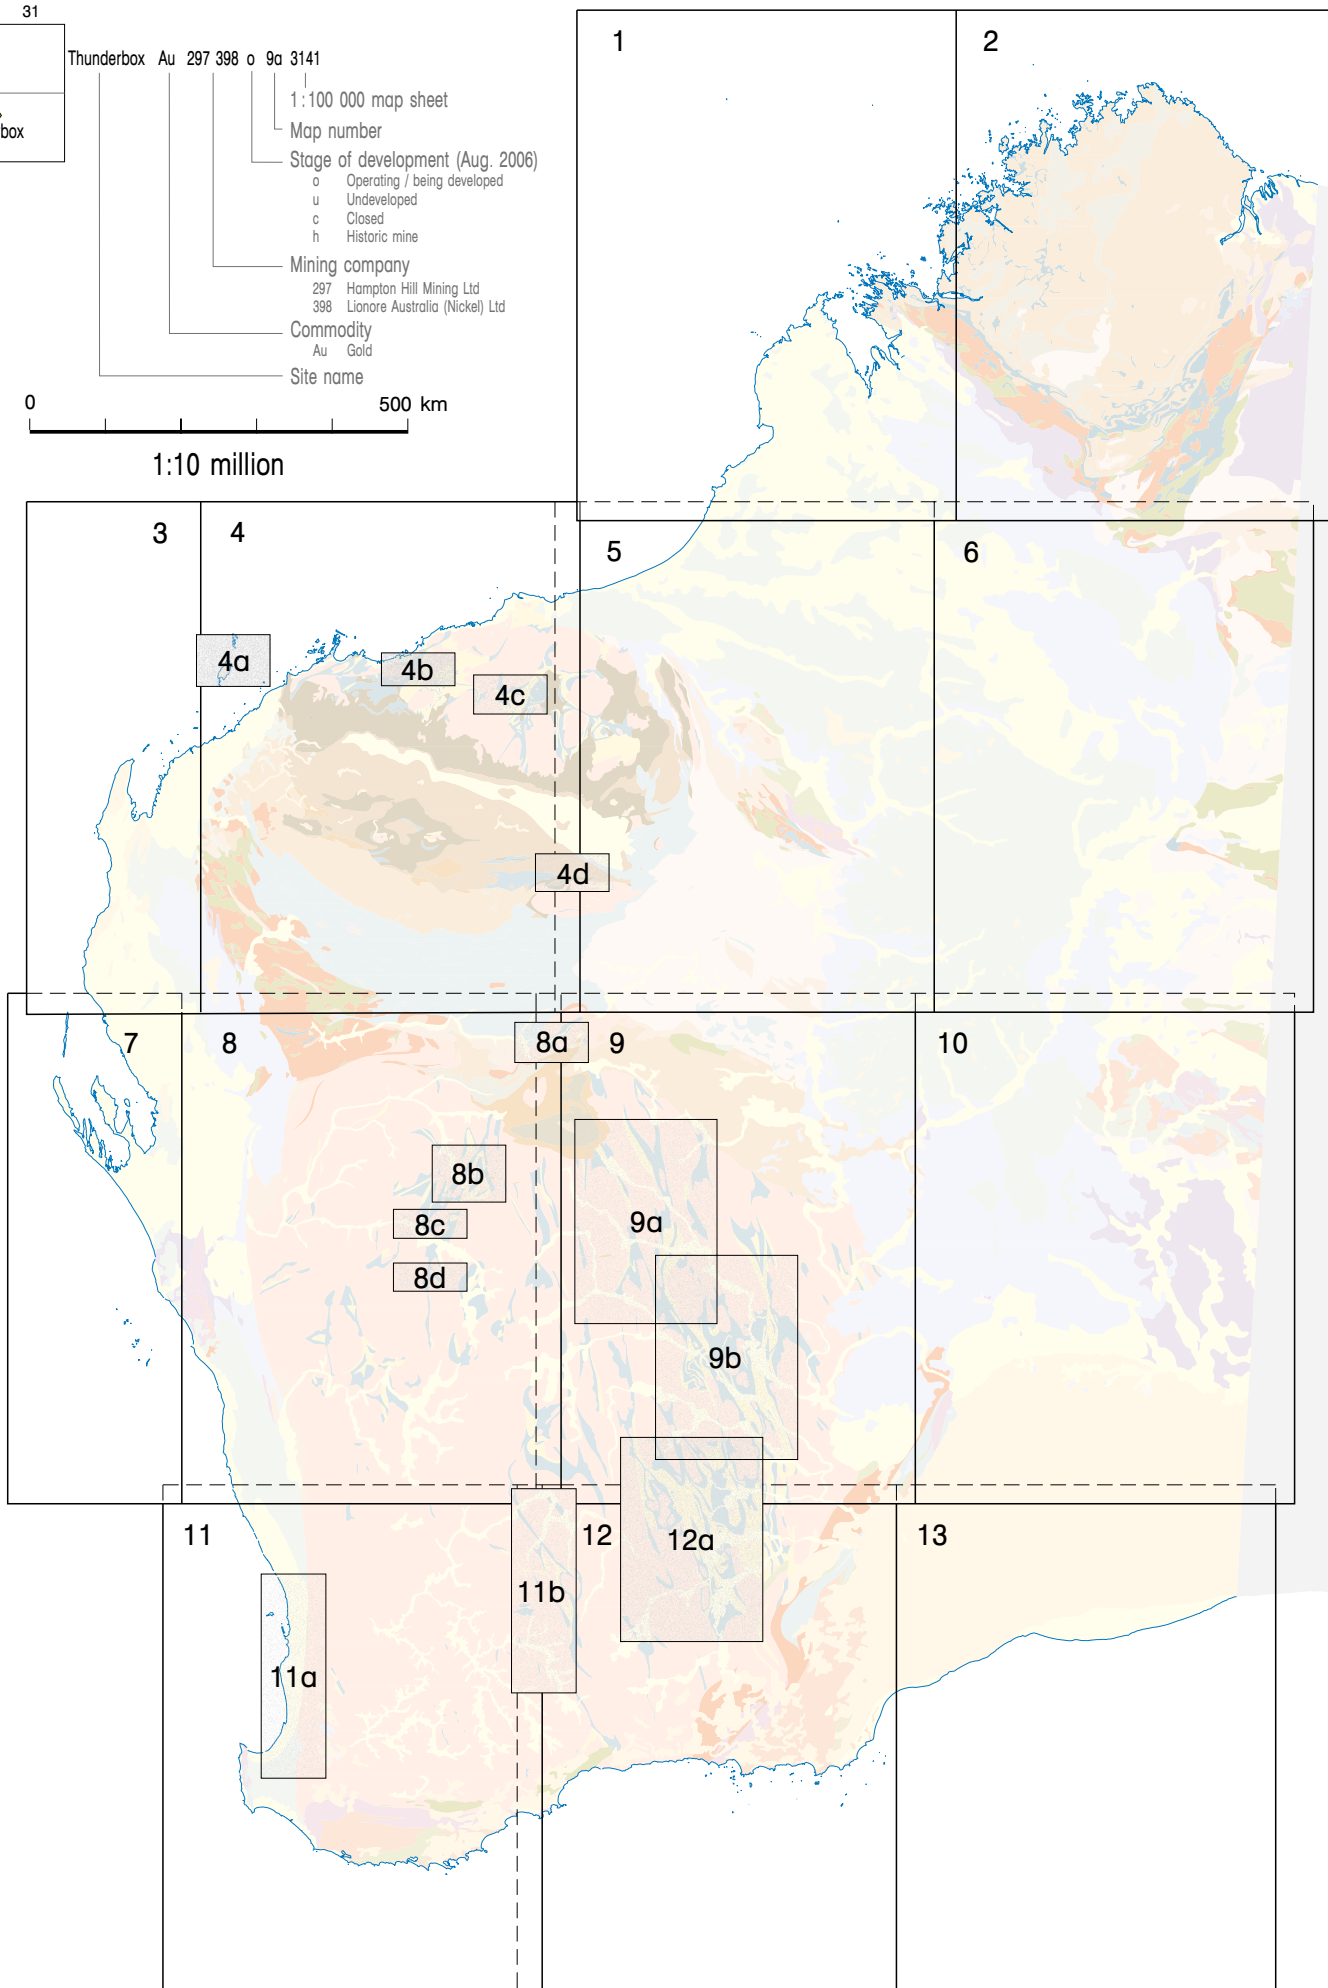 31
box
Thunderbox Au 297 398 o 9a 3141
1:100 000 map sheet
Map number
Stage of development (Aug. 2006)
o Operating / being developed
u Undeveloped
c Closed
h Historic mine
Mining company
297 Hampton Hill Mining Ltd
398 Lionore Australia (Nickel) Ltd
Commodity
Au Gold
Site name
0 500 km
1:10 million
1
2
3
4
5
6
4a
4b
4c
4d
7
8
8a
9
10
8b
8c
8d
9a
9b
11
12
12a
13
11b
11a